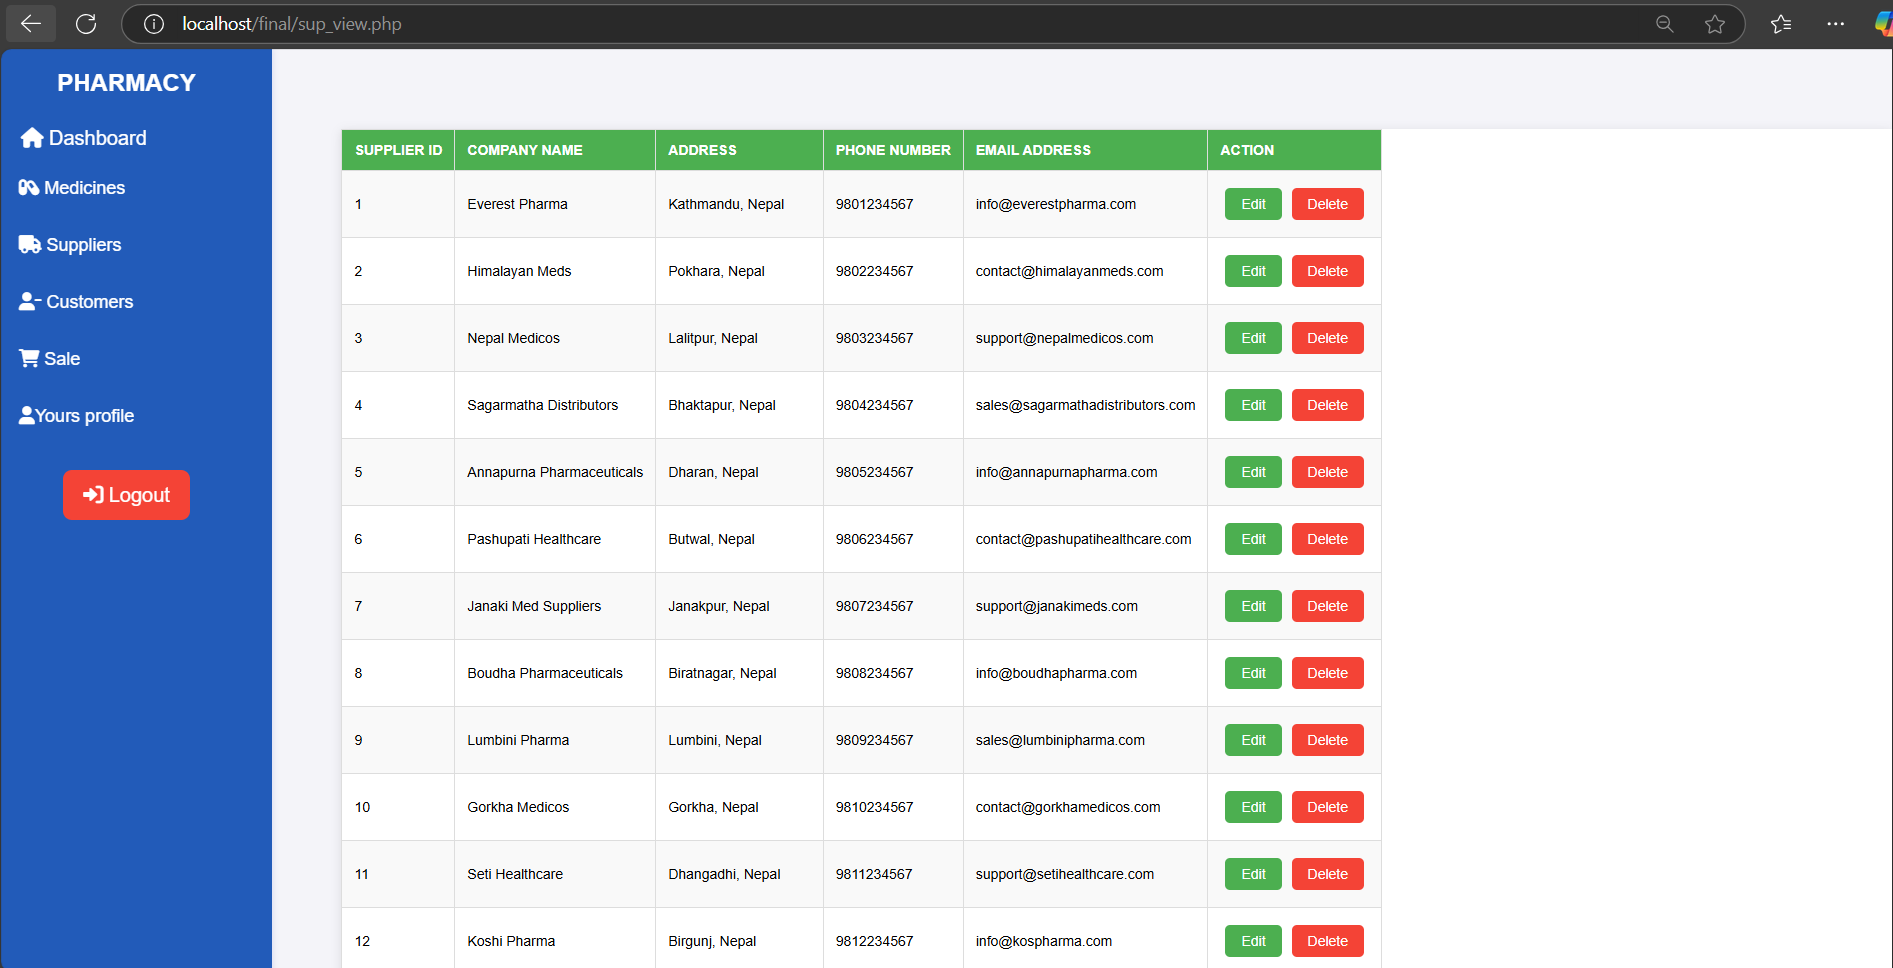 localhost/final/sup_view.php
PHARMACY
Dashboard
Medicines
Suppliers
Customers
Sale
Yours profile
Logout
SUPPLIER ID COMPANY NAME ADDRESS PHONE NUMBER EMAIL ADDRESS ACTION
1 Everest Pharma Kathmandu, Nepal 9801234567 info@everestpharma.com Edit Delete
2 Himalayan Meds Pokhara, Nepal 9802234567 contact@himalayanmeds.com Edit Delete
3 Nepal Medicos Lalitpur, Nepal 9803234567 support@nepalmedicos.com Edit Delete
4 Sagarmatha Distributors Bhaktapur, Nepal 9804234567 sales@sagarmathadistributors.com Edit Delete
5 Annapurna Pharmaceuticals Dharan, Nepal 9805234567 info@annapurnapharma.com Edit Delete
6 Pashupati Healthcare Butwal, Nepal 9806234567 contact@pashupatihealthcare.com Edit Delete
7 Janaki Med Suppliers Janakpur, Nepal 9807234567 support@janakimeds.com Edit Delete
8 Boudha Pharmaceuticals Biratnagar, Nepal 9808234567 info@boudhapharma.com Edit Delete
9 Lumbini Pharma Lumbini, Nepal 9809234567 sales@lumbinipharma.com Edit Delete
10 Gorkha Medicos Gorkha, Nepal 9810234567 contact@gorkhamedicos.com Edit Delete
11 Seti Healthcare Dhangadhi, Nepal 9811234567 support@setihealthcare.com Edit Delete
12 Koshi Pharma Birgunj, Nepal 9812234567 info@kospharma.com Edit Delete